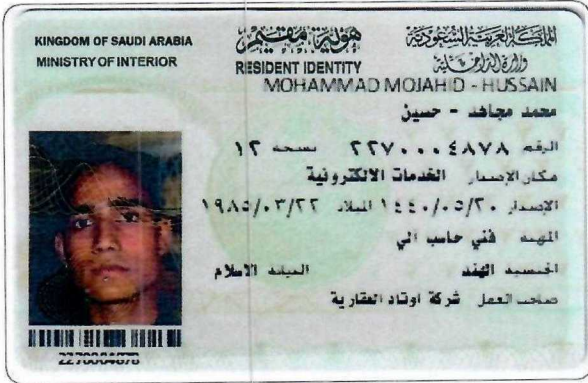 KINGDOM OF SAUDI ARABIA
MINISTRY OF INTERIOR
هوية مقيم
RESIDENT IDENTITY
المملكة العربية السعودية
وزارة الداخلية
MOHAMMAD MOJAHID - HUSSAIN
محمد مجاهد - حسين
الرقم ٢٢٧٠٠٠٤٨٧٨ نسخة ١٢
مكان الإصدار الخدمات الالكترونية
الإصدار ١٤٤٠/٠٥/٢٠ الميلاد ١٩٨٥/٠٣/٢٢
المهنة فني حاسب الي
الجنسية الهند الديانة الاسلام
صاحب العمل شركة اوتاد العقارية
2270004878